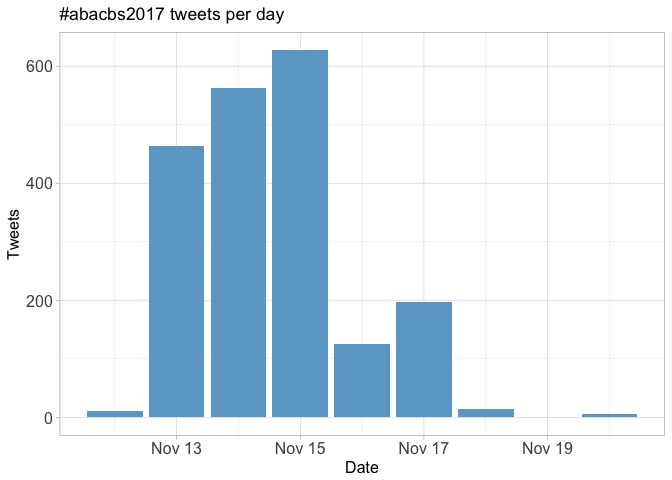 #abacbs2017 tweets per day
600
400
200
0
Tweets
Nov 13 Nov 15 Nov 17 Nov 19
Date